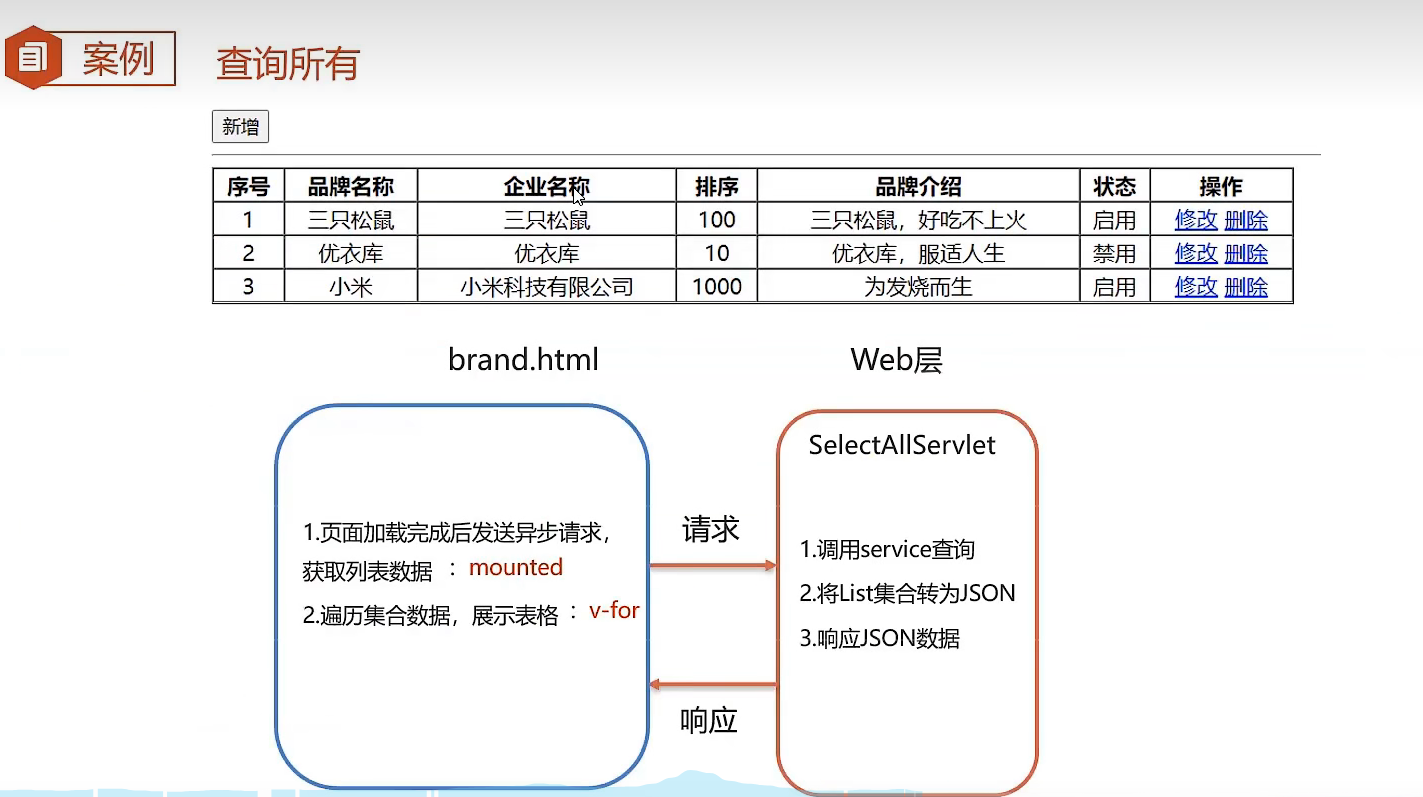 案例
查询所有
新增
序号 品牌名称 企业名称 排序 品牌介绍 状态 操作
1 三只松鼠 三只松鼠 100 三只松鼠，好吃不上火 启用 修改 删除
2 优衣库 优衣库 10 优衣库，服适人生 禁用 修改 删除
3 小米 小米科技有限公司 1000 为发烧而生 启用 修改 删除
brand.html
Web层
1.页面加载完成后发送异步请求，
获取列表数据 ：mounted
2.遍历集合数据，展示表格：v-for
请求
响应
SelectAllServlet
1.调用service查询
2.将List集合转为JSON
3.响应JSON数据